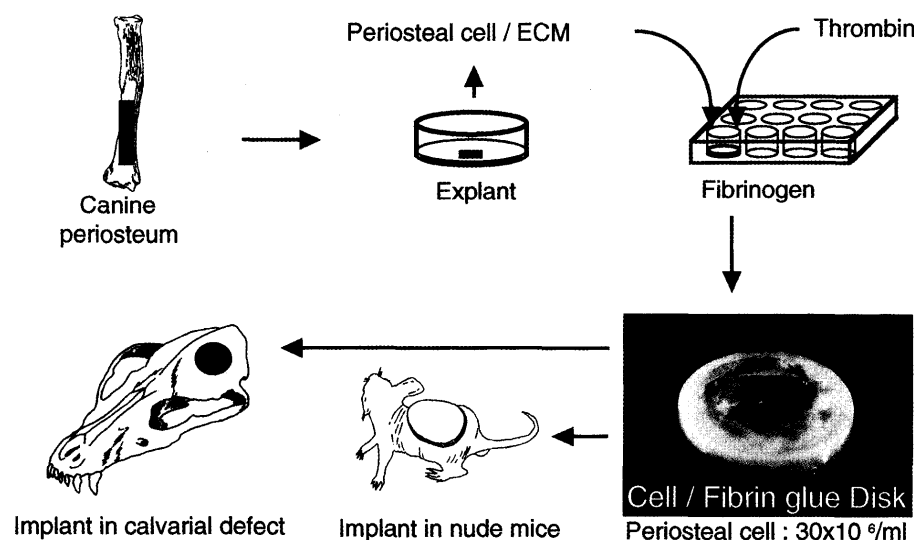 Periosteal cell / ECM
Thrombin
Canine
periosteum
Explant
Fibrinogen
Cell / Fibrin glue Disk
Implant in calvarial defect
Implant in nude mice
Periosteal cell : 30x10 ⁶/ml